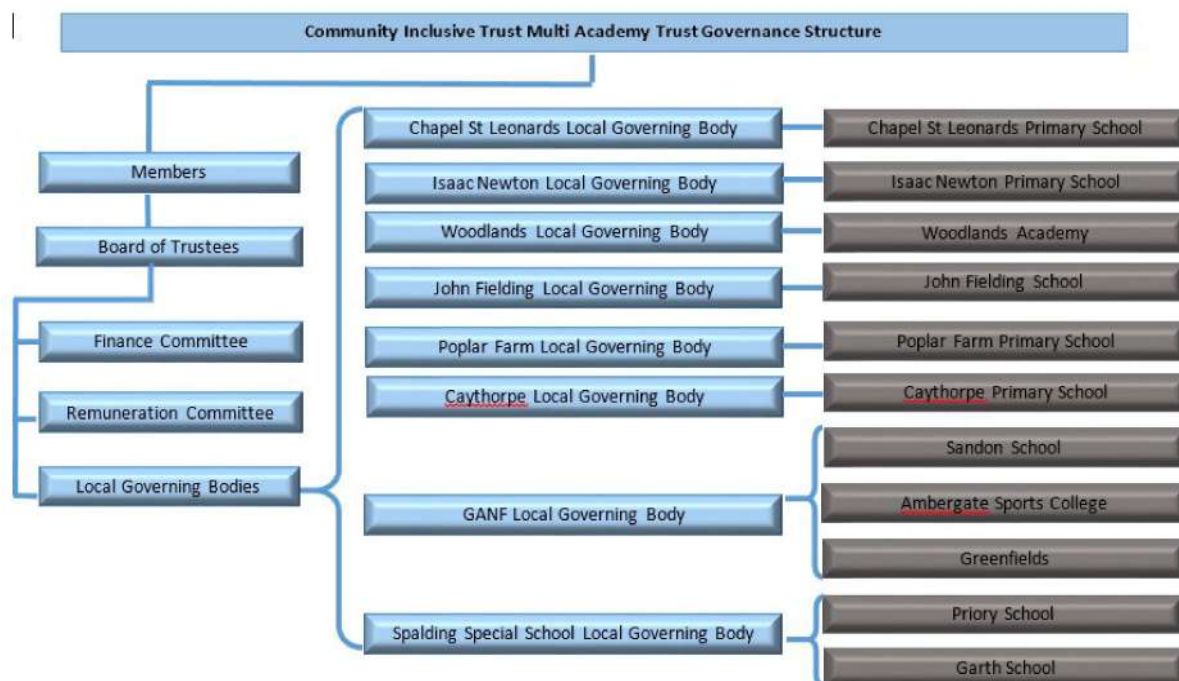 Community Inclusive Trust Multi Academy Trust Governance Structure
Members
Board of Trustees
Finance Committee
Remuneration Committee
Local Governing Bodies
Chapel St Leonards Local Governing Body
Isaac Newton Local Governing Body
Woodlands Local Governing Body
John Fielding Local Governing Body
Poplar Farm Local Governing Body
Caythorpe Local Governing Body
GANF Local Governing Body
Spalding Special School Local Governing Body
Chapel St Leonards Primary School
Isaac Newton Primary School
Woodlands Academy
John Fielding School
Poplar Farm Primary School
Caythorpe Primary School
Sandon School
Ambergate Sports College
Greenfields
Priory School
Garth School